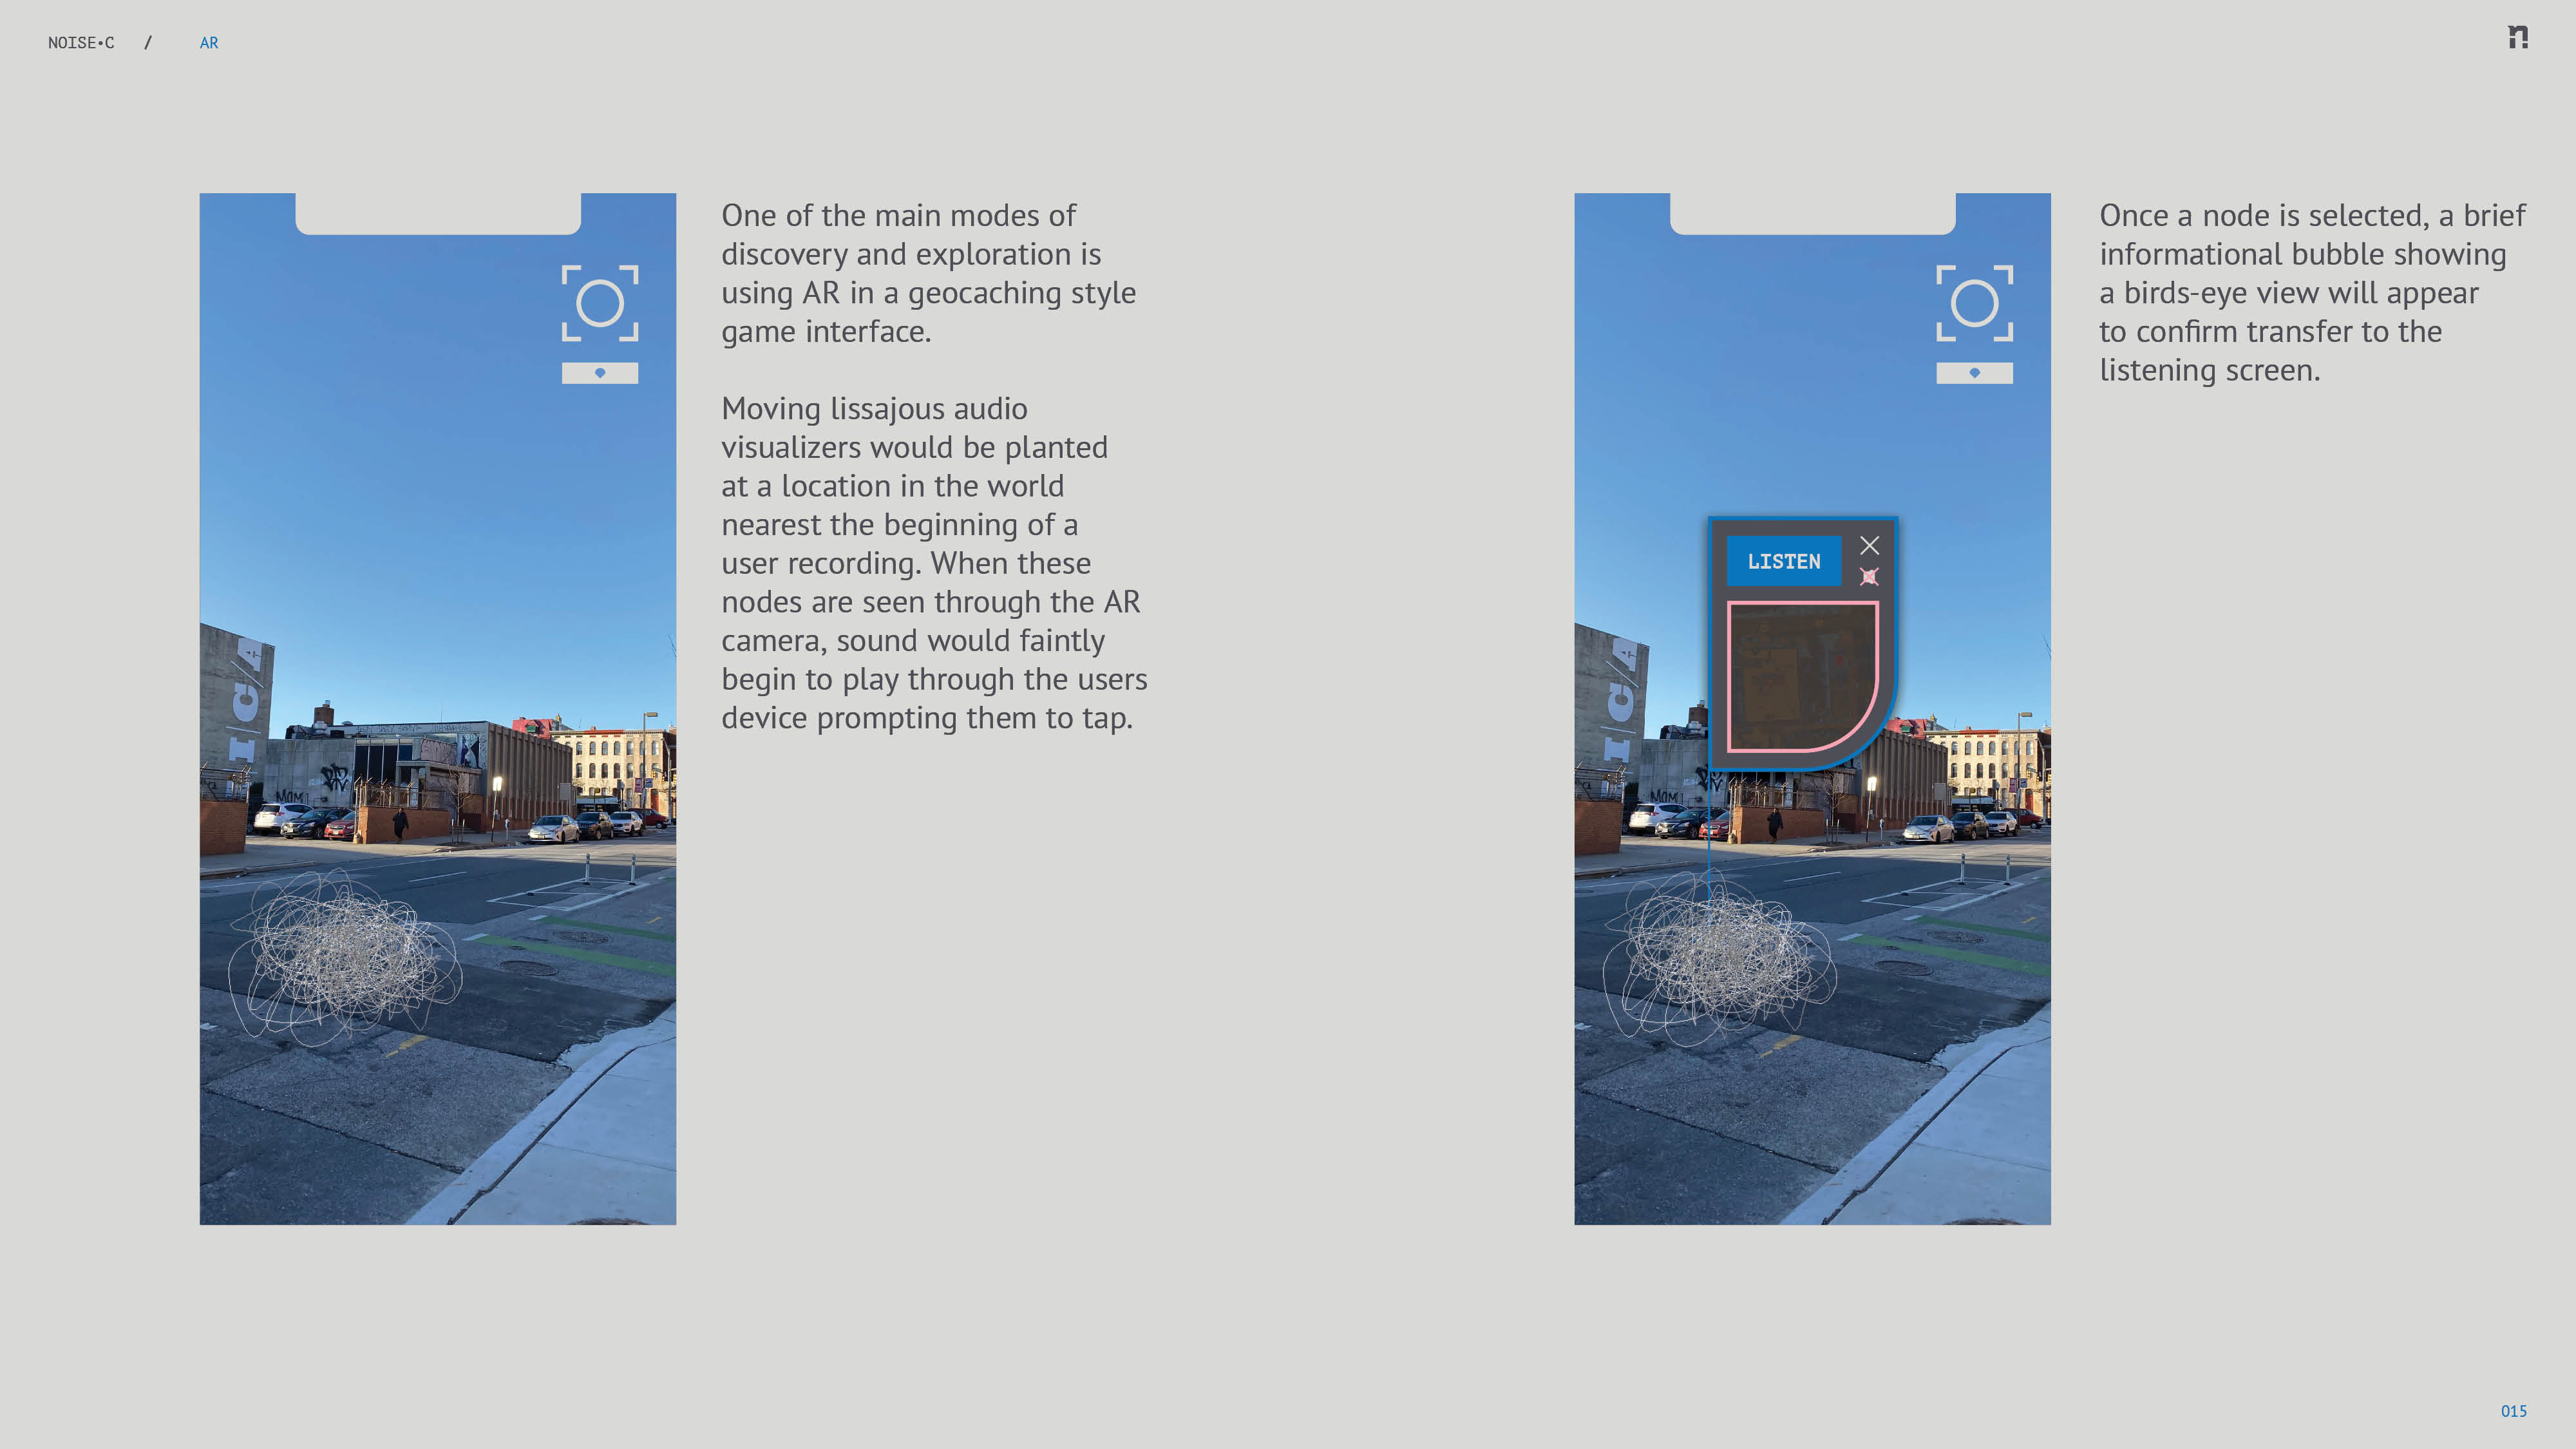 NOISE•C / AR
n!
One of the main modes of
discovery and exploration is
using AR in a geocaching style
game interface.
Moving lissajous audio
visualizers would be planted
at a location in the world
nearest the beginning of a
user recording. When these
nodes are seen through the AR
camera, sound would faintly
begin to play through the users
device prompting them to tap.
I/C/A
MOM
Once a node is selected, a brief
informational bubble showing
a birds-eye view will appear
to confirm transfer to the
listening screen.
LISTEN
I/C/A
MOM
015